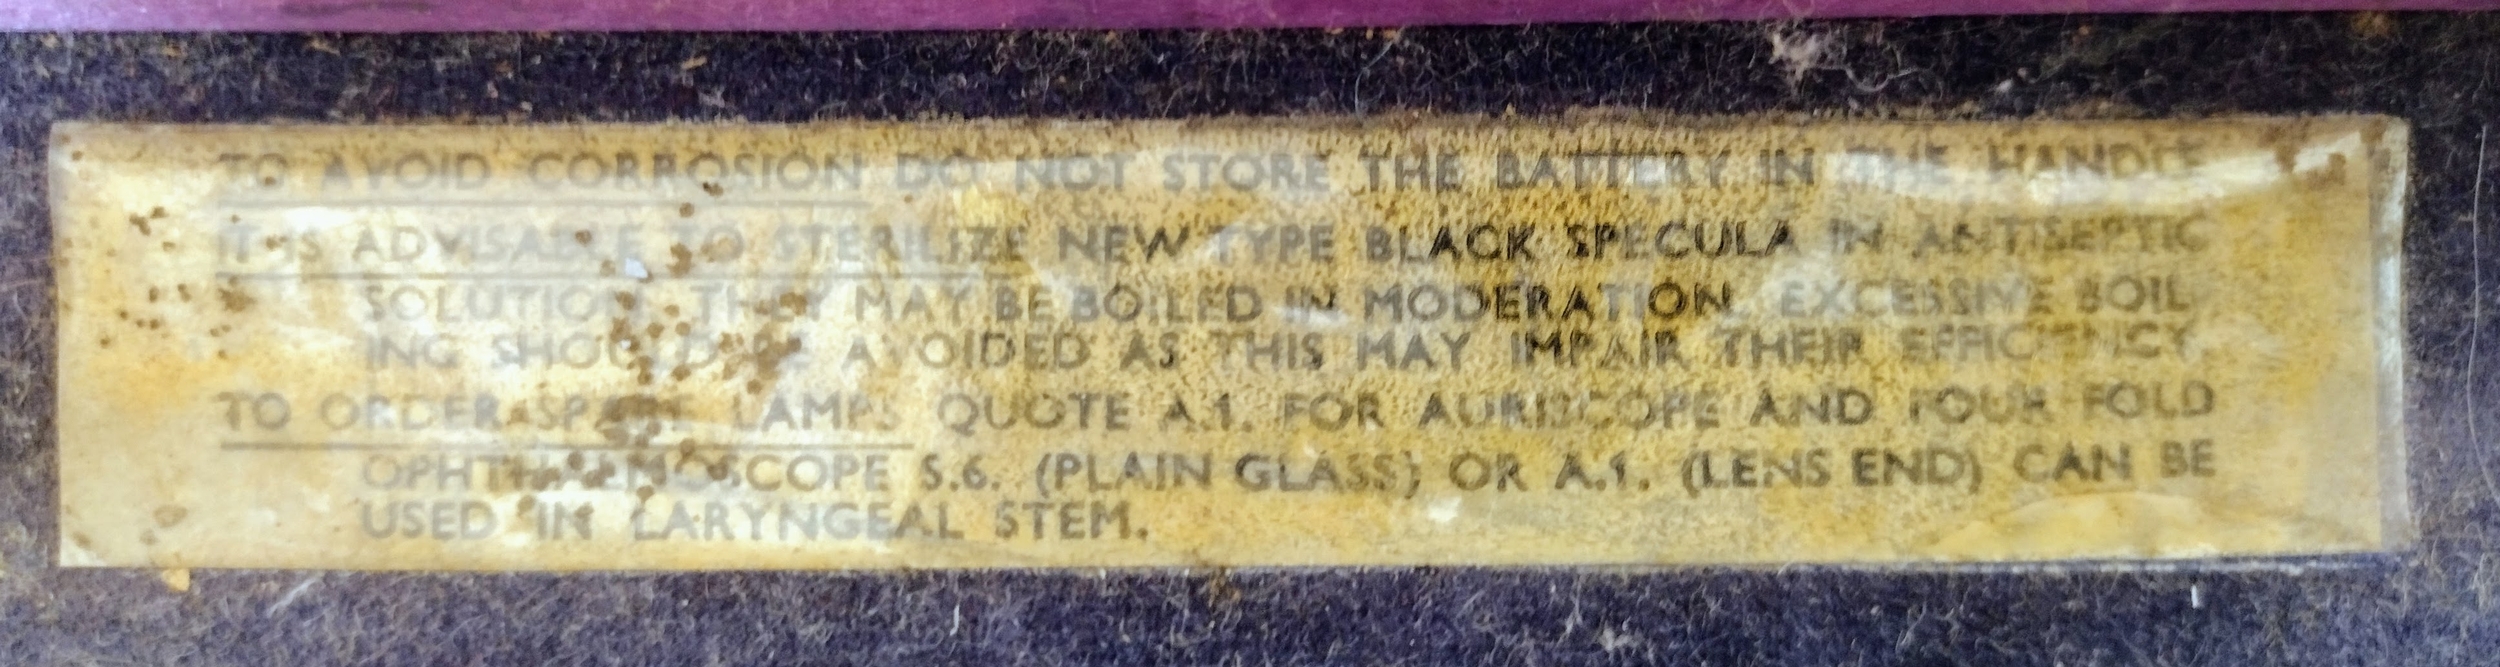 TO AVOID CORROSION DO NOT STORE THE BATTERY IN THE HANDLE
IT IS ADVISABLE TO STERILIZE NEW TYPE BLACK SPECULA IN ANTISEPTIC
SOLUTION. THEY MAY BE BOILED IN MODERATION. EXCESSIVE BOIL
ING SHOULD BE AVOIDED AS THIS MAY IMPAIR THEIR EFFICIENCY.
TO ORDER SPARE LAMPS QUOTE A.1. FOR AURISCOPE AND FOUR FOLD
OPHTHALMOSCOPE S.6. (PLAIN GLASS) OR A.1. (LENS END) CAN BE
USED IN LARYNGEAL STEM.